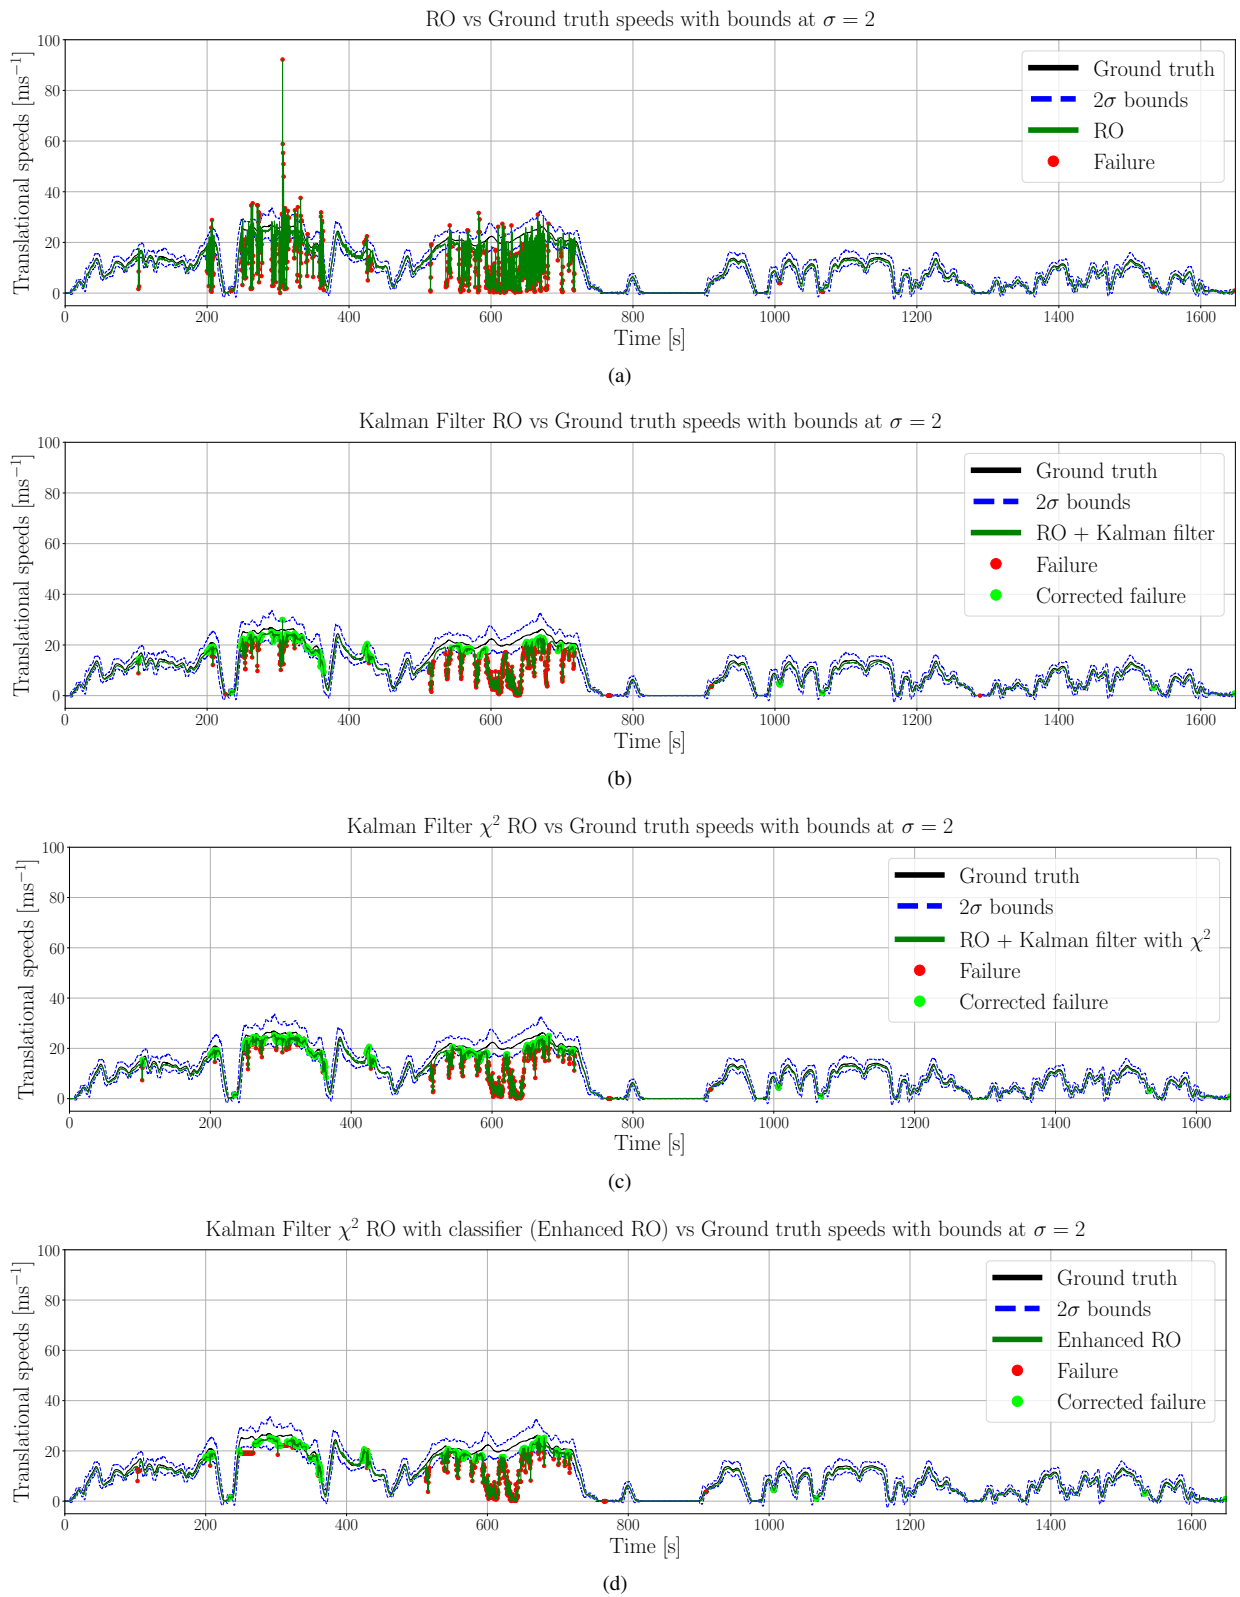 RO vs Ground truth speeds with bounds at σ = 2
Translational speeds [ms⁻¹]
100
80
60
40
20
0
Ground truth
2σ bounds
RO
Failure
0 200 400 600 800 1000 1200 1400 1600
Time [s]
(a)
Kalman Filter RO vs Ground truth speeds with bounds at σ = 2
Translational speeds [ms⁻¹]
100
80
60
40
20
0
Ground truth
2σ bounds
RO + Kalman filter
Failure
Corrected failure
0 200 400 600 800 1000 1200 1400 1600
Time [s]
(b)
Kalman Filter χ² RO vs Ground truth speeds with bounds at σ = 2
Translational speeds [ms⁻¹]
100
80
60
40
20
0
Ground truth
2σ bounds
RO + Kalman filter with χ²
Failure
Corrected failure
0 200 400 600 800 1000 1200 1400 1600
Time [s]
(c)
Kalman Filter χ² RO with classifier (Enhanced RO) vs Ground truth speeds with bounds at σ = 2
Translational speeds [ms⁻¹]
100
80
60
40
20
0
Ground truth
2σ bounds
Enhanced RO
Failure
Corrected failure
0 200 400 600 800 1000 1200 1400 1600
Time [s]
(d)